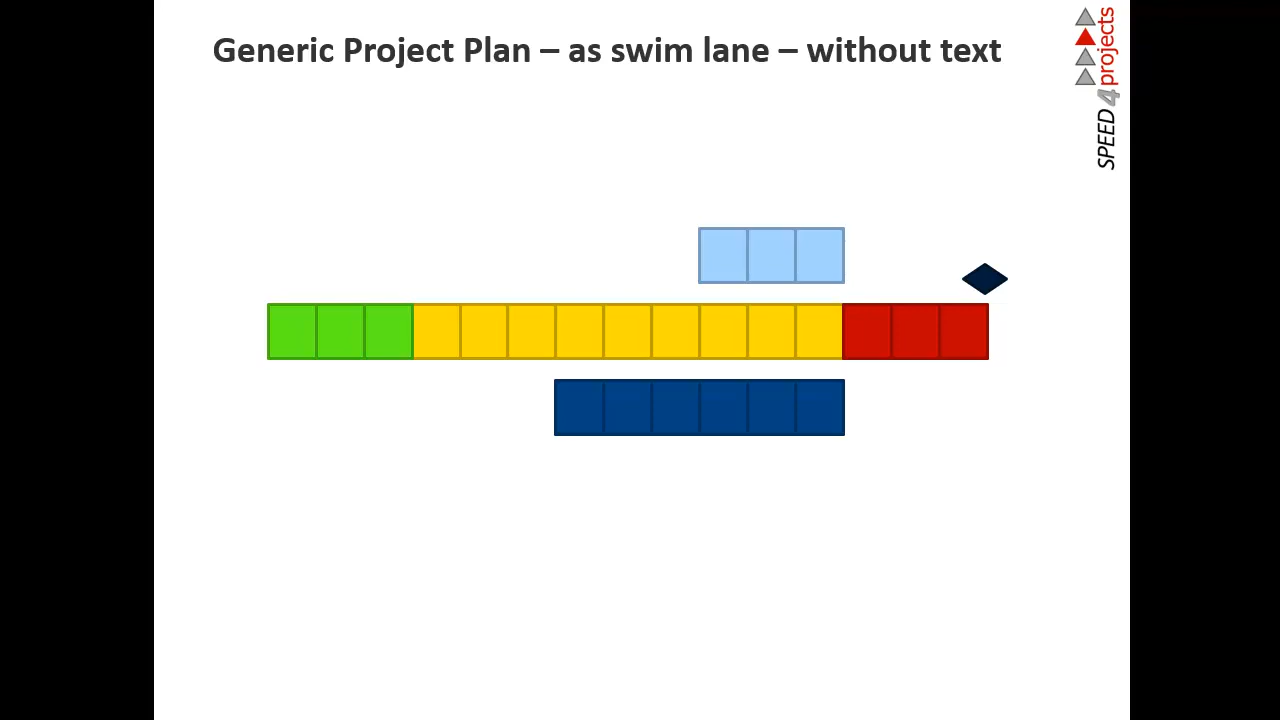 Generic Project Plan – as swim lane – without text
SPEED 4 projects